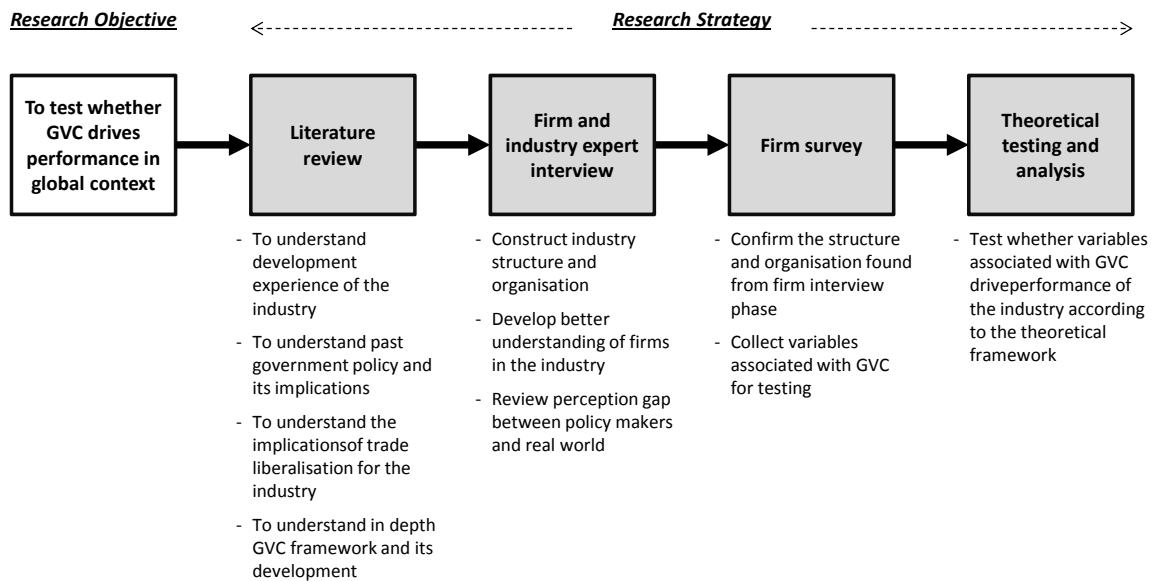 Research Objective
Research Strategy
To test whether
GVC drives
performance in
global context
Literature
review
Firm and
industry expert
interview
Firm survey
Theoretical
testing and
analysis
- To understand
development
experience of the
industry
- To understand past
government policy and
its implications
- To understand the
implicationsof trade
liberalisation for the
industry
- To understand in depth
GVC framework and its
development
- Construct industry
structure and
organisation
- Develop better
understanding of firms
in the industry
- Review perception gap
between policy makers
and real world
- Confirm the structure
and organisation found
from firm interview
phase
- Collect variables
associated with GVC
for testing
- Test whether variables
associated with GVC
driveperformance of
the industry according
to the theoretical
framework